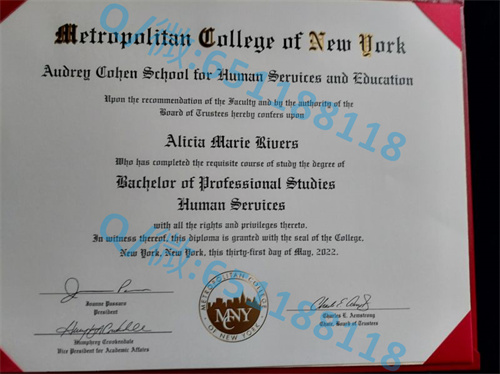 Metropolitan College of New York
Audrey Cohen School for Human Services and Education
Upon the recommendation of the Faculty and by the authority of the
Board of Trustees hereby confers upon
Alicia Marie Rivers
Who has completed the requisite course of study the degree of
Bachelor of Professional Studies
Human Services
with all the rights and privileges thereto.
In witness thereof, this diploma is granted with the seal of the College.
New York, New York, this thirty-first day of May, 2022.
Joanne Passaro
President
Vice President for Academic Affairs
METROPOLITAN COLLEGE
OF NEW YORK
MCNY
Charles E. Armstrong
Chair, Board of Trustees
Q/微:651188118
Q/微:651188118